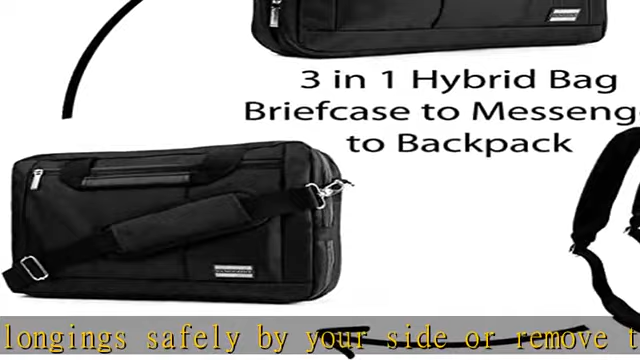 3 in 1 Hybrid Bag
Briefcase to Messeng
to Backpack
longings safely by your side or remove t